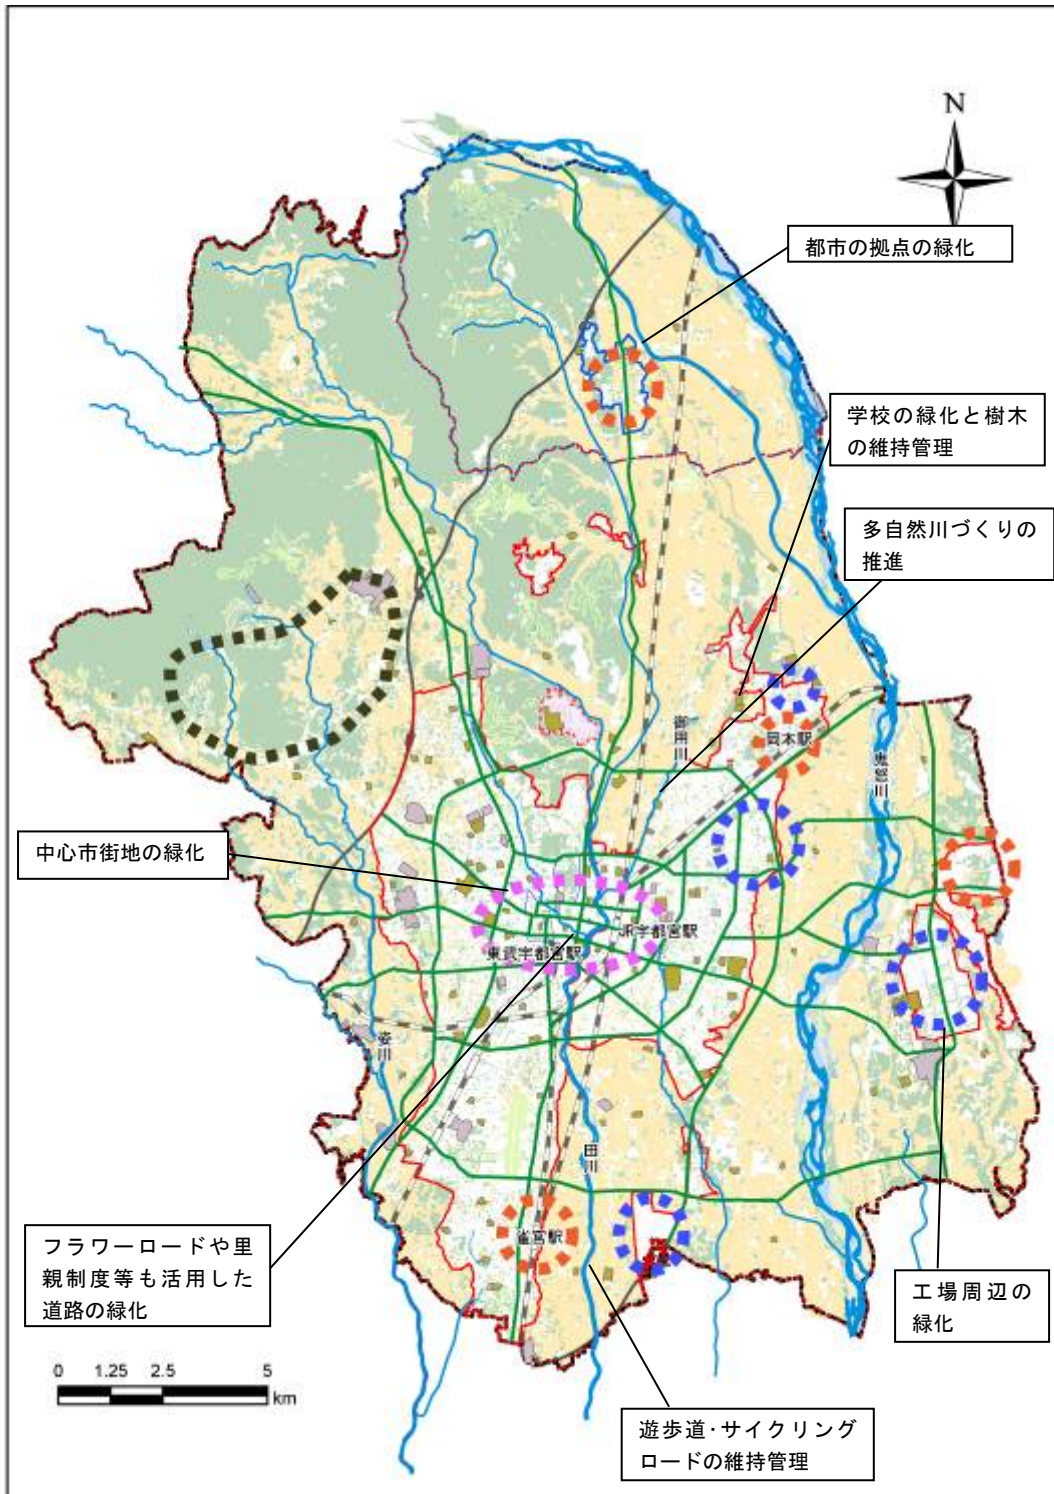 N
都市の拠点の緑化
学校の緑化と樹木
の維持管理
多自然川づくりの
推進
御用川
岡本駅
鬼怒川
中心市街地の緑化
JR宇都宮駅
東武宇都宮駅
姿川
田川
雀宮駅
フラワーロードや里
親制度等も活用した
道路の緑化
工場周辺の
緑化
0 1.25 2.5 5
km
遊歩道・サイクリング
ロードの維持管理